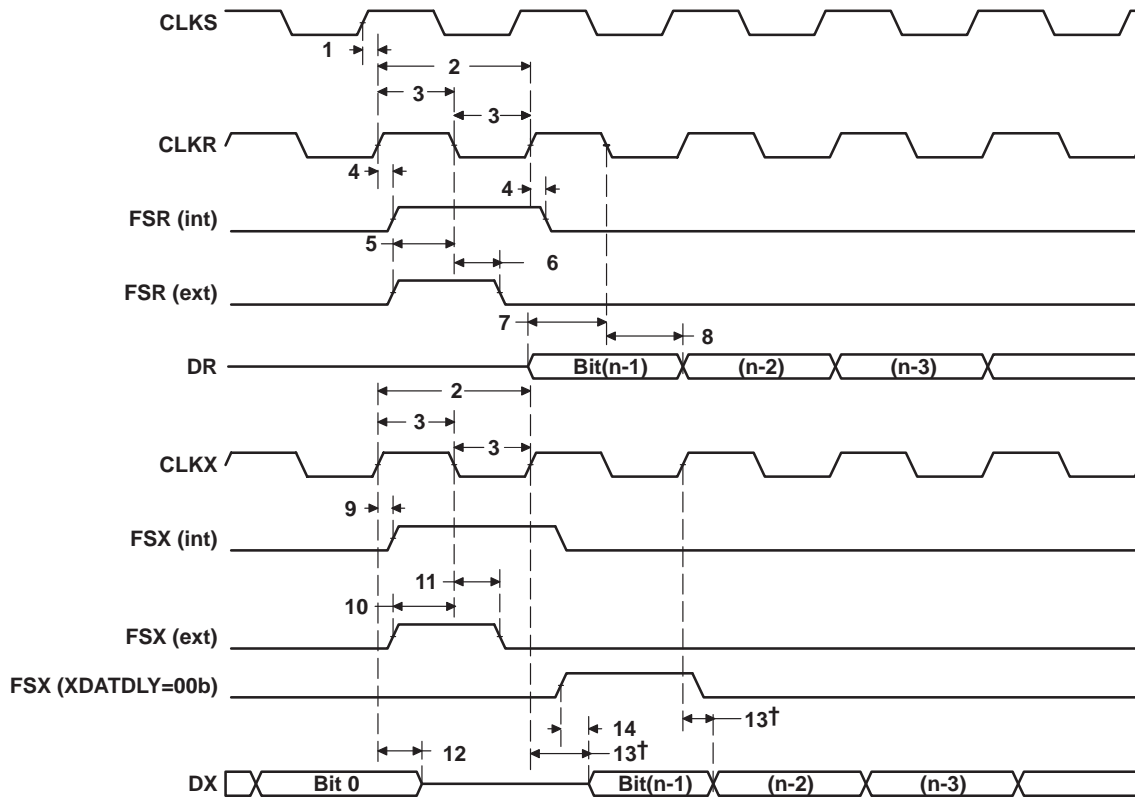 CLKS
1
2
3
3
CLKR
4
4
FSR (int)
5
6
FSR (ext)
7
8
DR
Bit(n-1) (n-2) (n-3)
2
3
3
CLKX
9
FSX (int)
11
10
FSX (ext)
FSX (XDATDLY=00b)
13†
14
12
13†
DX
Bit 0 Bit(n-1) (n-2) (n-3)